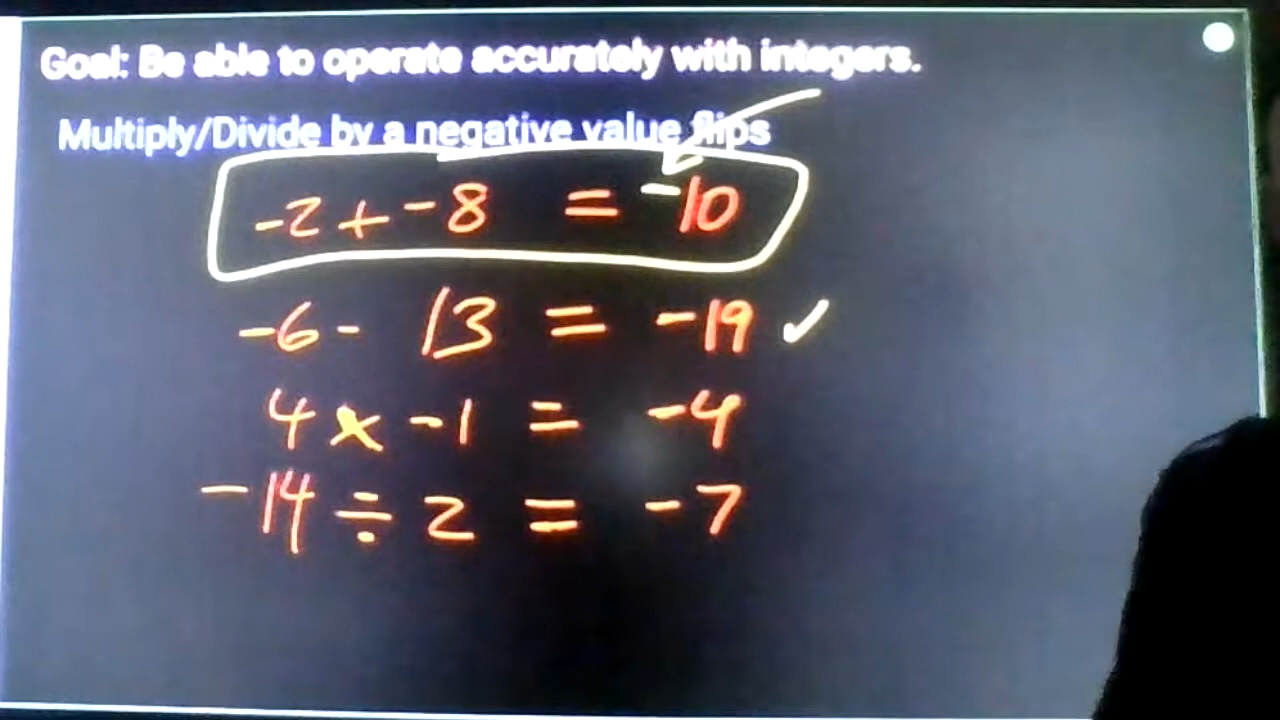 Goal: Be able to operate accurately with integers.
Multiply/Divide by a negative value flips
-2 + -8 = -10
-6 - 13 = -19 ✓
4 x -1 = -4
-14 ÷ 2 = -7